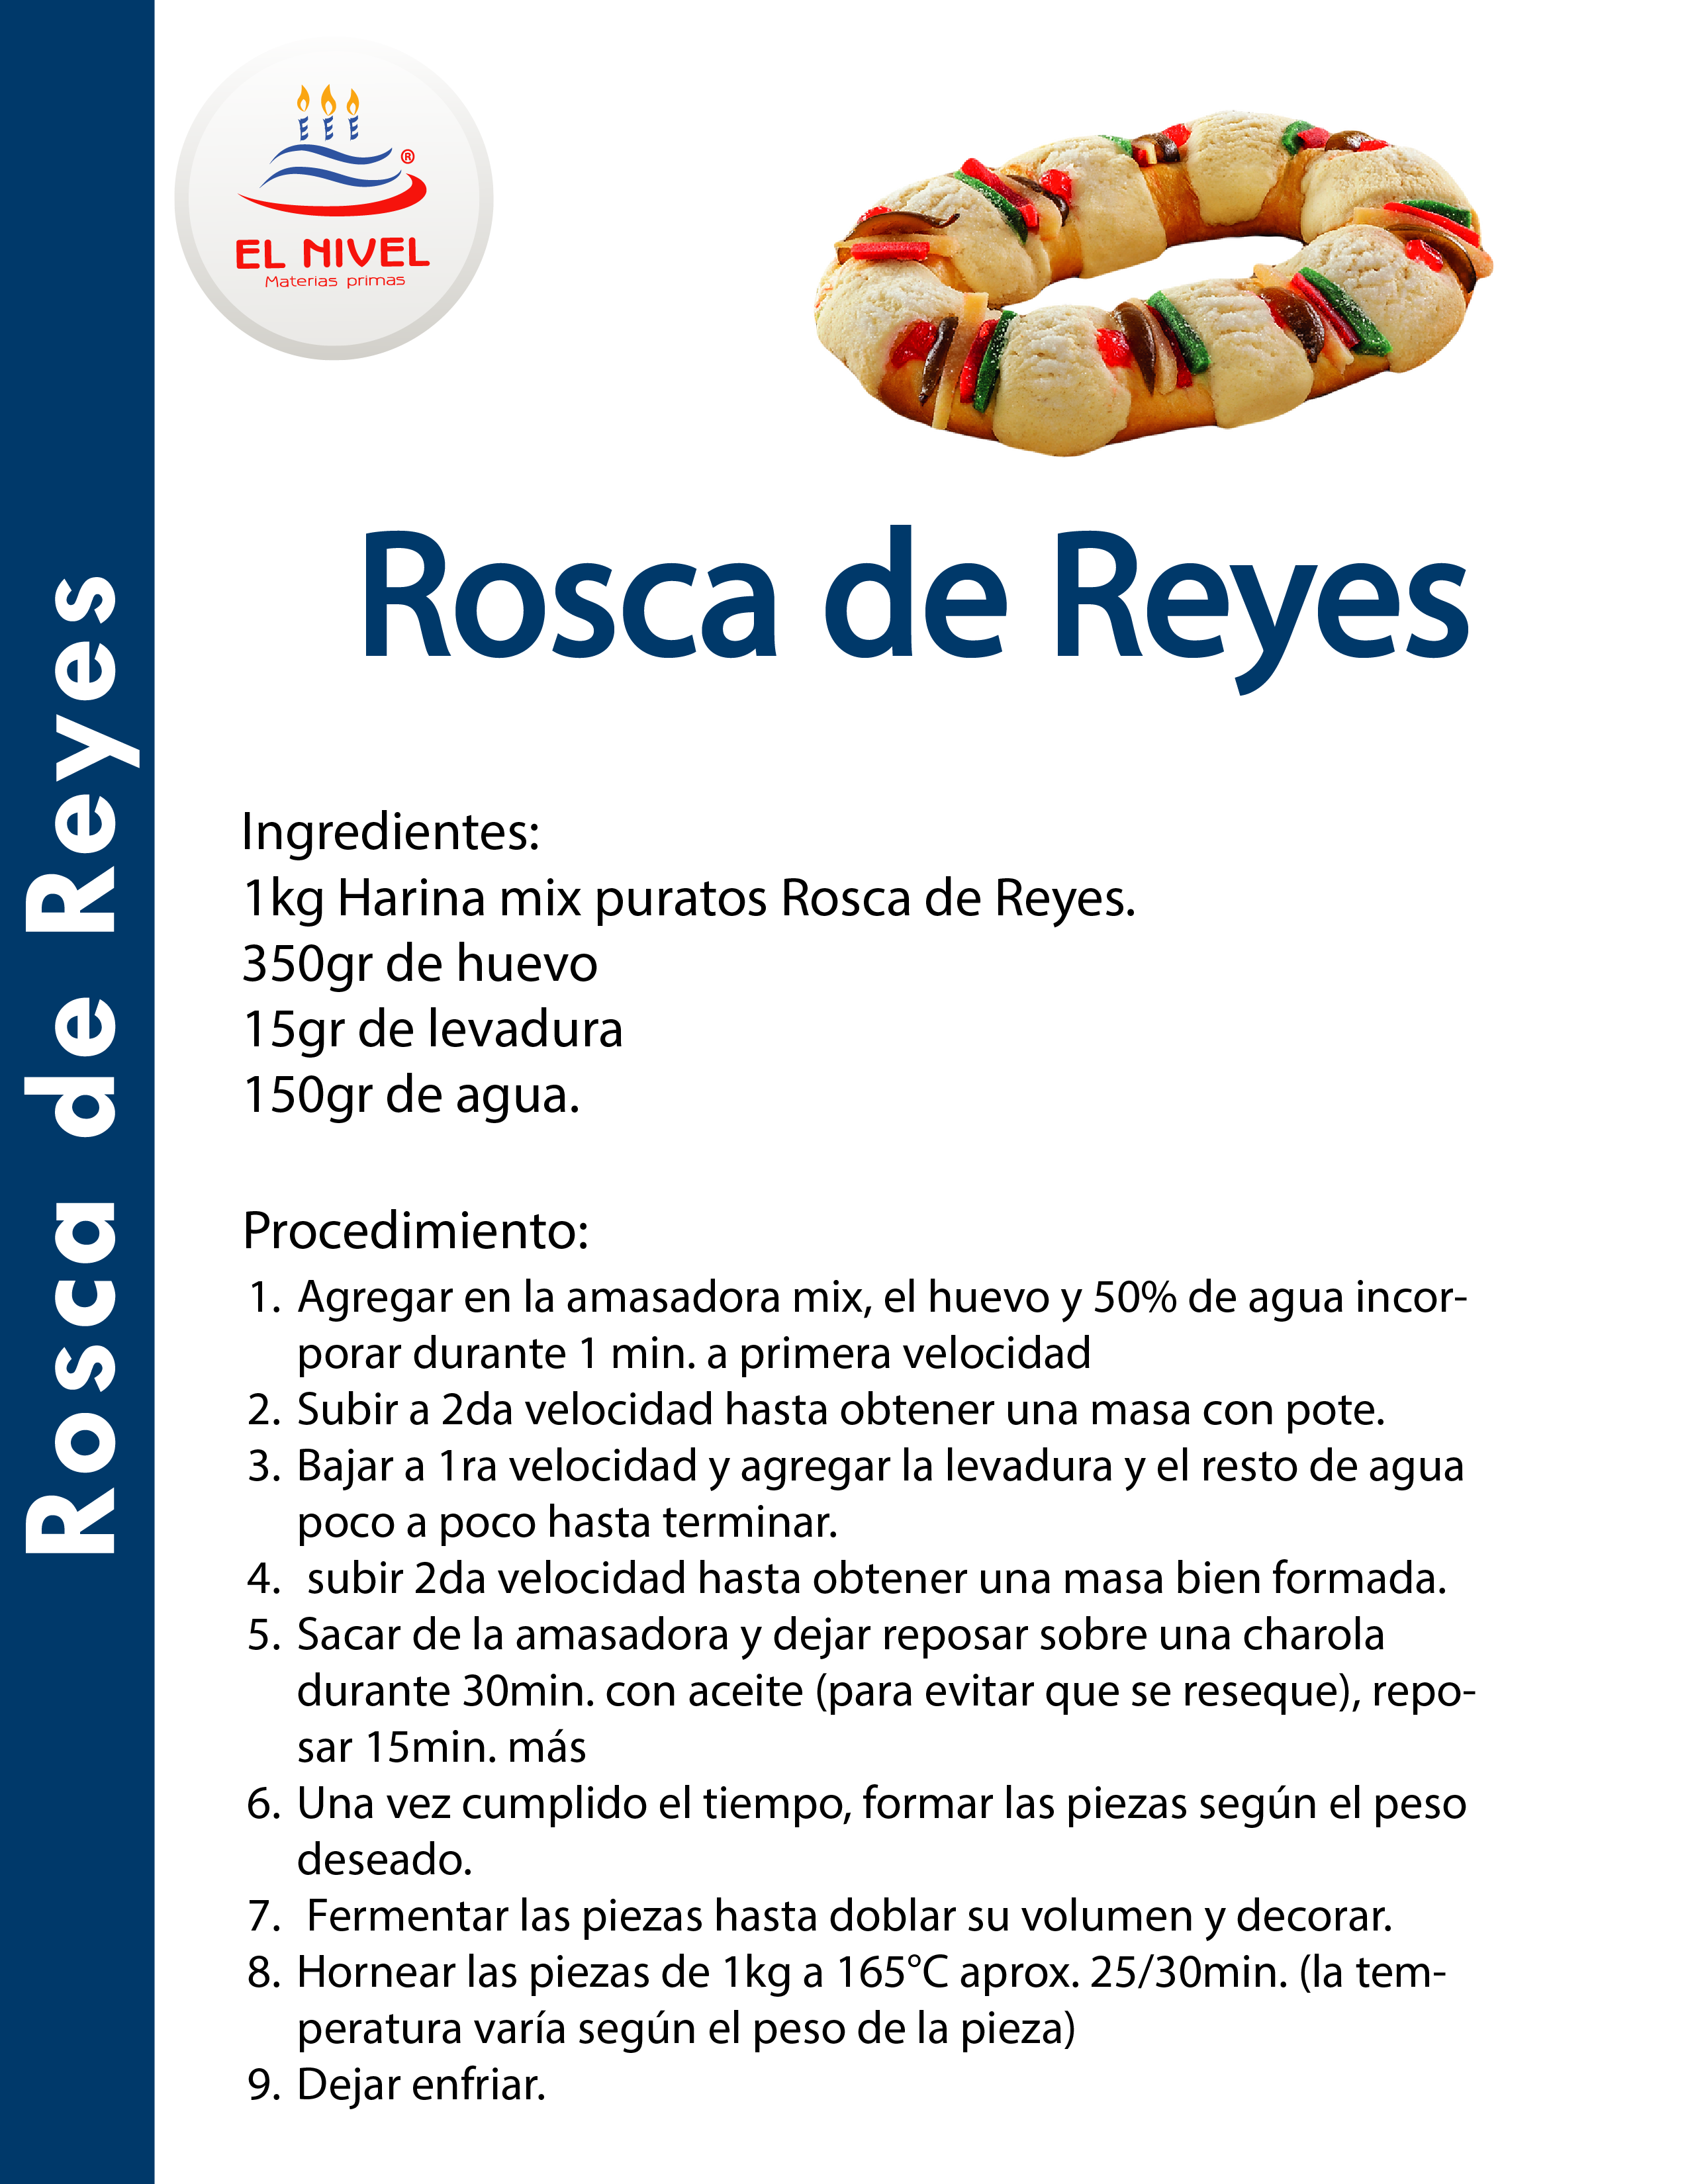 ®
EL NIVEL
Materias primas
Rosca de Reyes
Rosca de Reyes
Ingredientes:
1kg Harina mix puratos Rosca de Reyes.
350gr de huevo
15gr de levadura
150gr de agua.
Procedimiento:
1. Agregar en la amasadora mix, el huevo y 50% de agua incor-
porar durante 1 min. a primera velocidad
2. Subir a 2da velocidad hasta obtener una masa con pote.
3. Bajar a 1ra velocidad y agregar la levadura y el resto de agua
poco a poco hasta terminar.
4. subir 2da velocidad hasta obtener una masa bien formada.
5. Sacar de la amasadora y dejar reposar sobre una charola
durante 30min. con aceite (para evitar que se reseque), repo-
sar 15min. más
6. Una vez cumplido el tiempo, formar las piezas según el peso
deseado.
7. Fermentar las piezas hasta doblar su volumen y decorar.
8. Hornear las piezas de 1kg a 165°C aprox. 25/30min. (la tem-
peratura varía según el peso de la pieza)
9. Dejar enfriar.